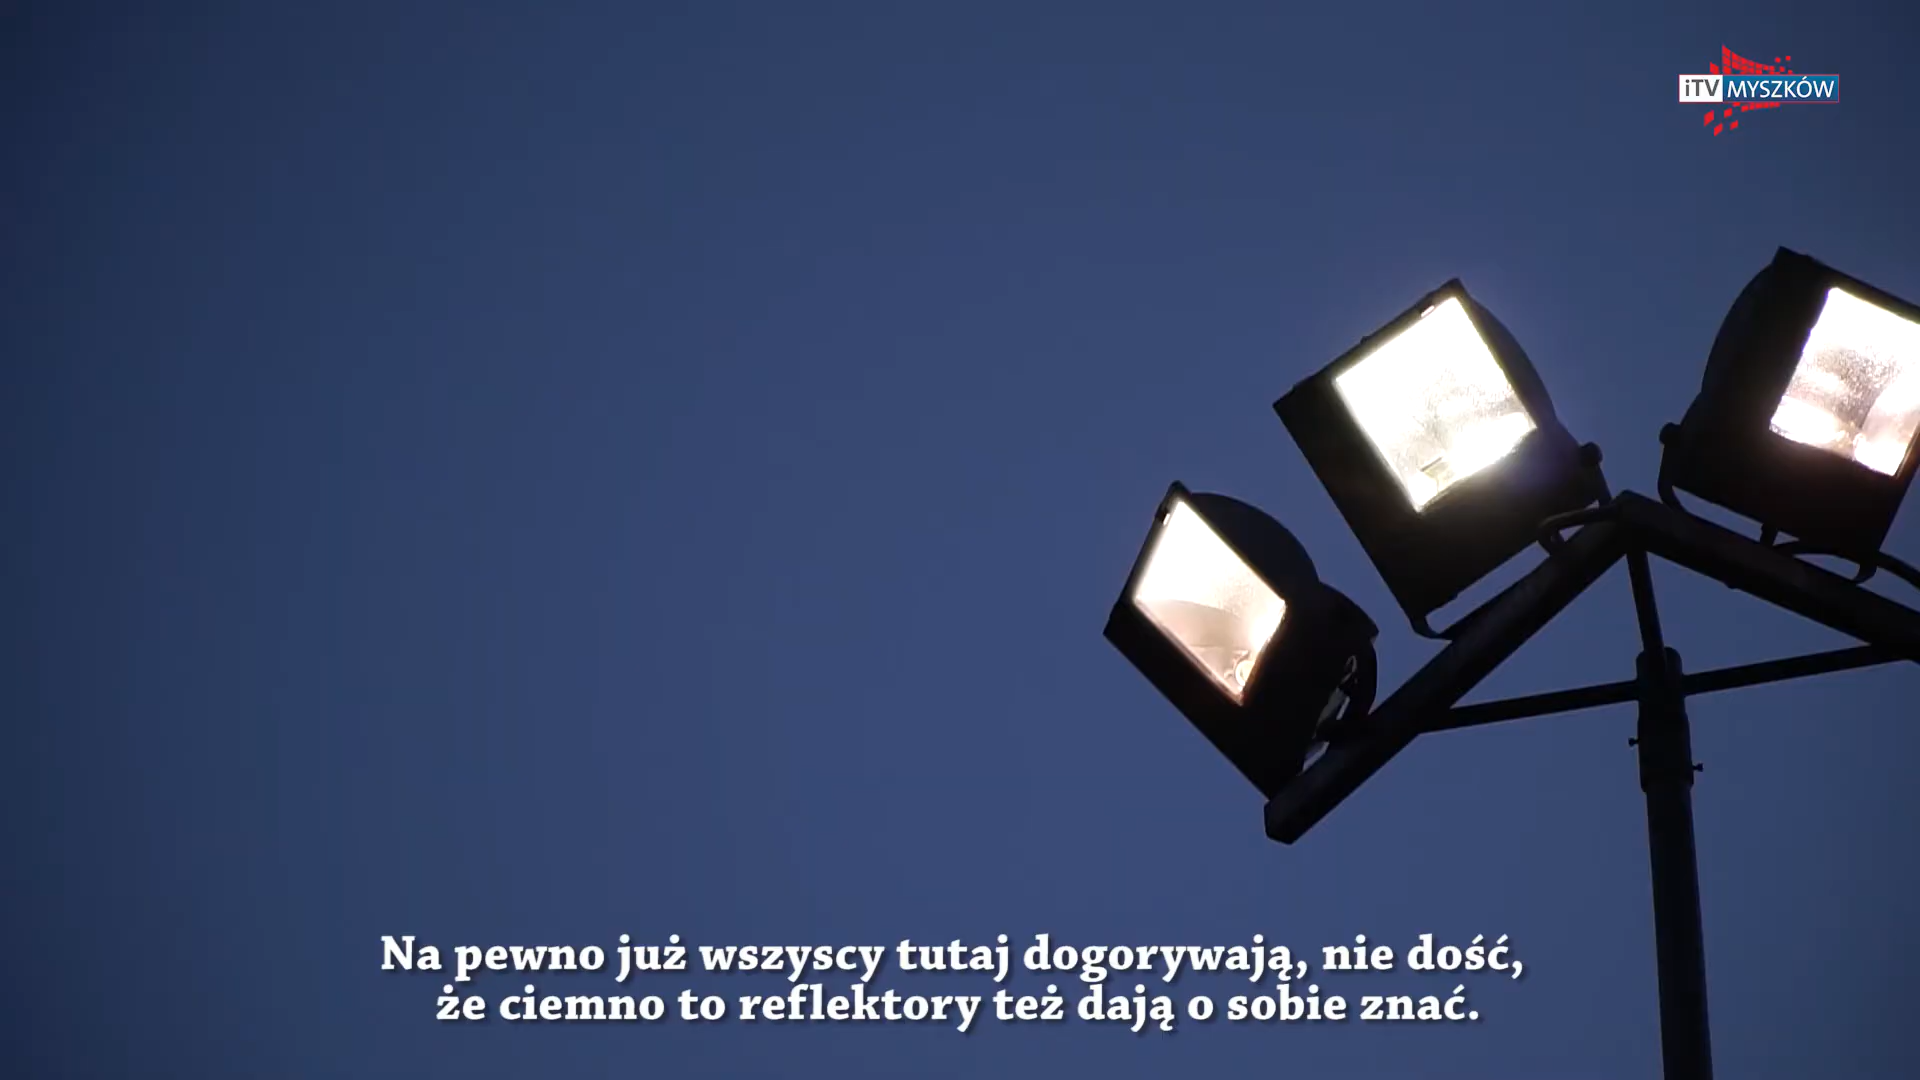 iTV MYSZKÓW
Na pewno już wszyscy tutaj dogorywają, nie dość,
że ciemno to reflektory też dają o sobie znać.